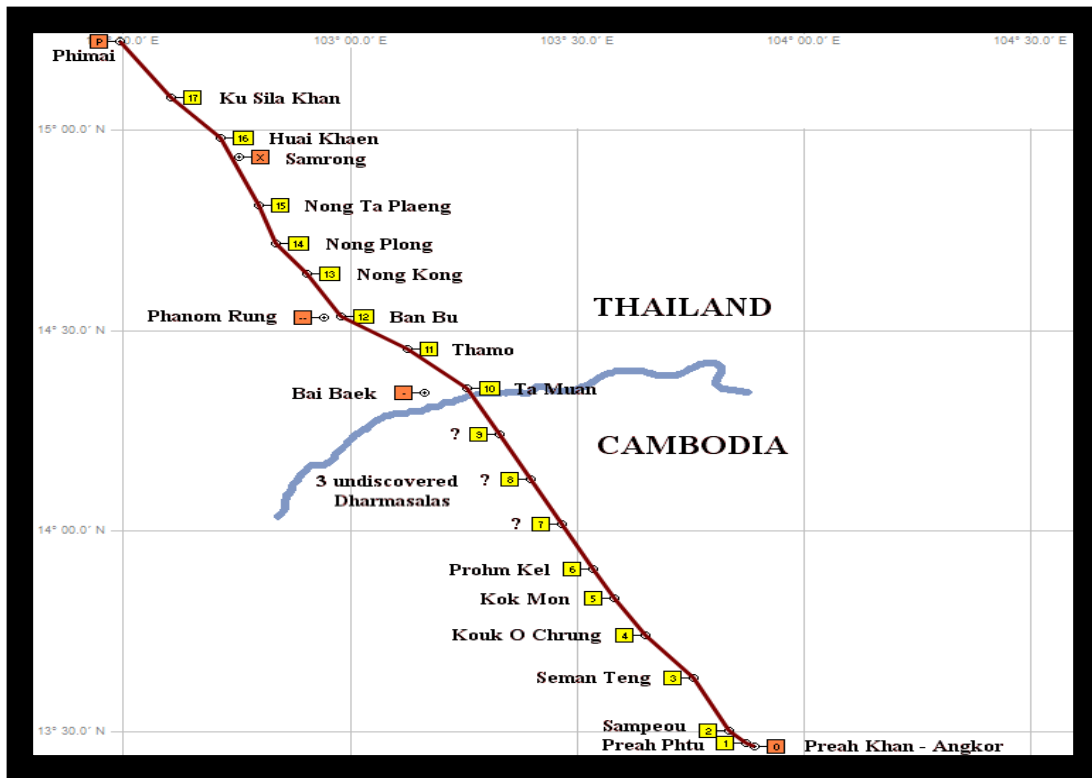 103° 00.0´ E 103° 30.0´ E 104° 00.0´ E 104° 30.0´ E
P
Phimai
17 Ku Sila Khan
15° 00.0´ N
16 Huai Khaen
X Samrong
15 Nong Ta Plaeng
14 Nong Plong
13 Nong Kong
THAILAND
Phanom Rung --
12 Ban Bu
14° 30.0´ N
11 Thamo
10 Ta Muan
Bai Baek -
? 9
CAMBODIA
3 undiscovered
Dharmasalas
? 8
? 7
14° 00.0´ N
Prohm Kel 6
Kok Mon 5
Kouk O Chrung 4
Seman Teng 3
13° 30.0´ N
Sampeou 2
Preah Phtu 1
0 Preah Khan - Angkor